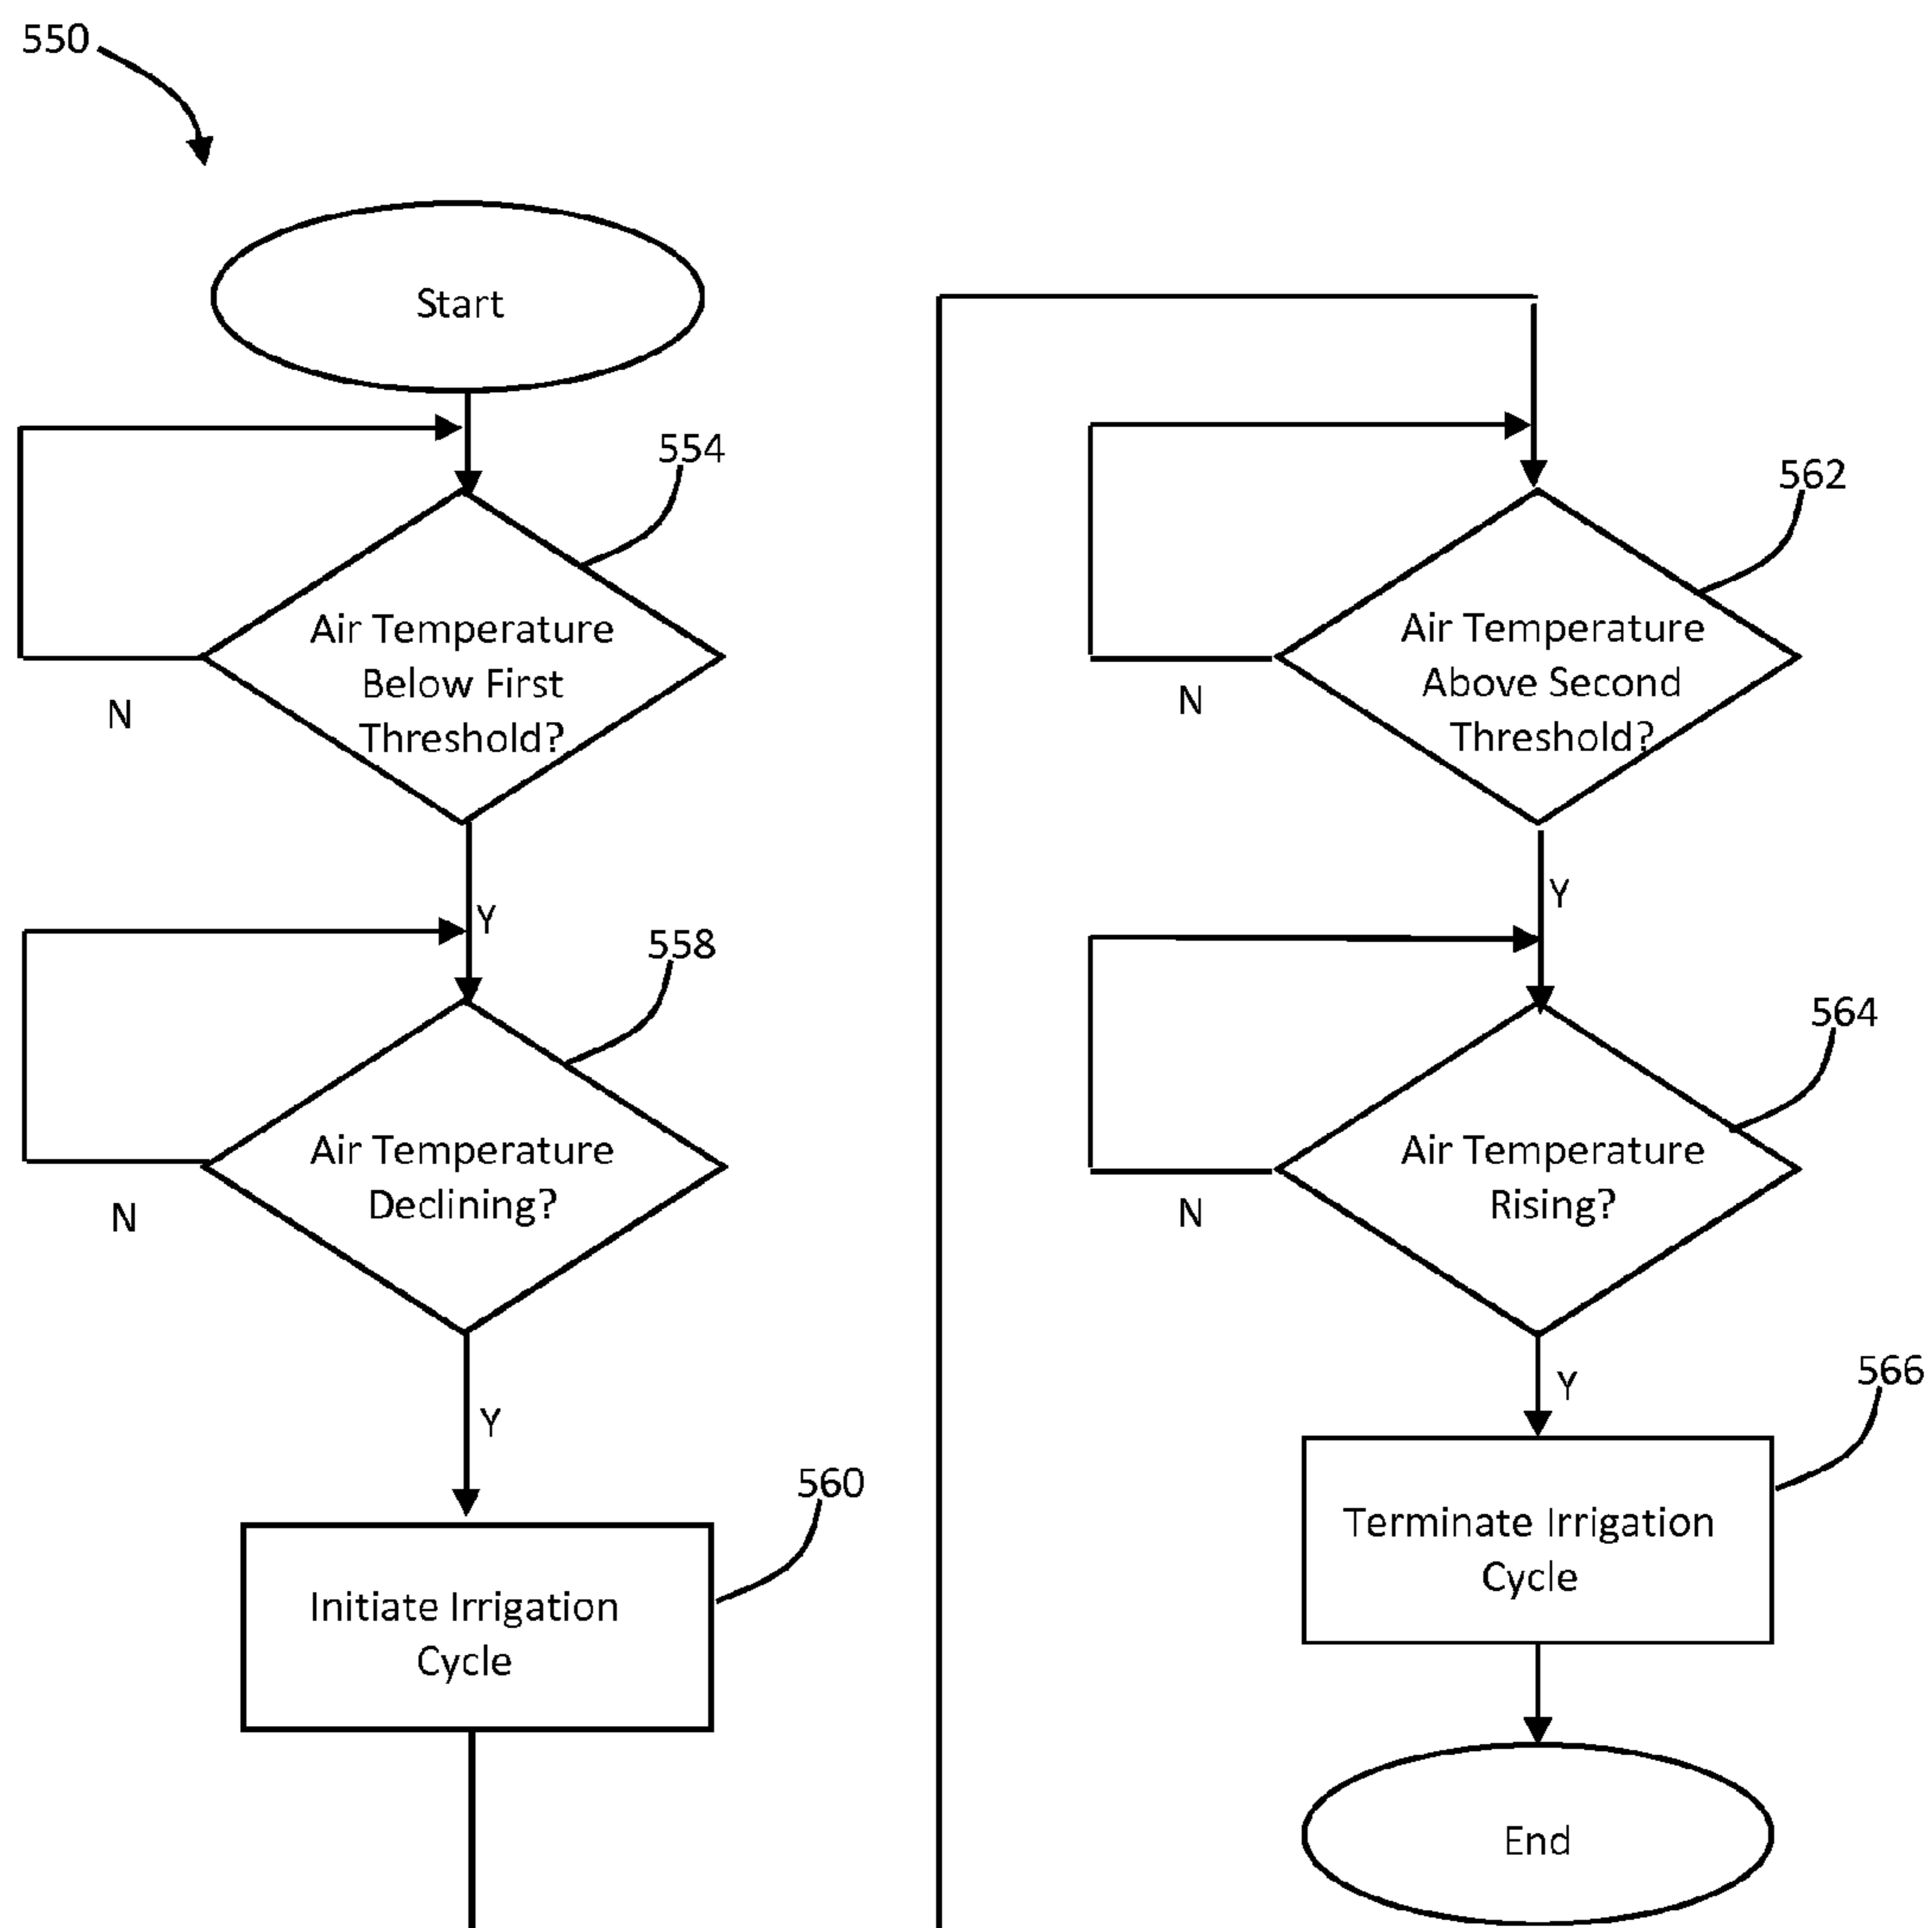 550
Start
554
Air Temperature
Below First
Threshold?
N
Y
558
Air Temperature
Declining?
N
Y
560
Initiate Irrigation
Cycle
562
Air Temperature
Above Second
Threshold?
N
Y
564
Air Temperature
Rising?
N
Y
566
Terminate Irrigation
Cycle
End